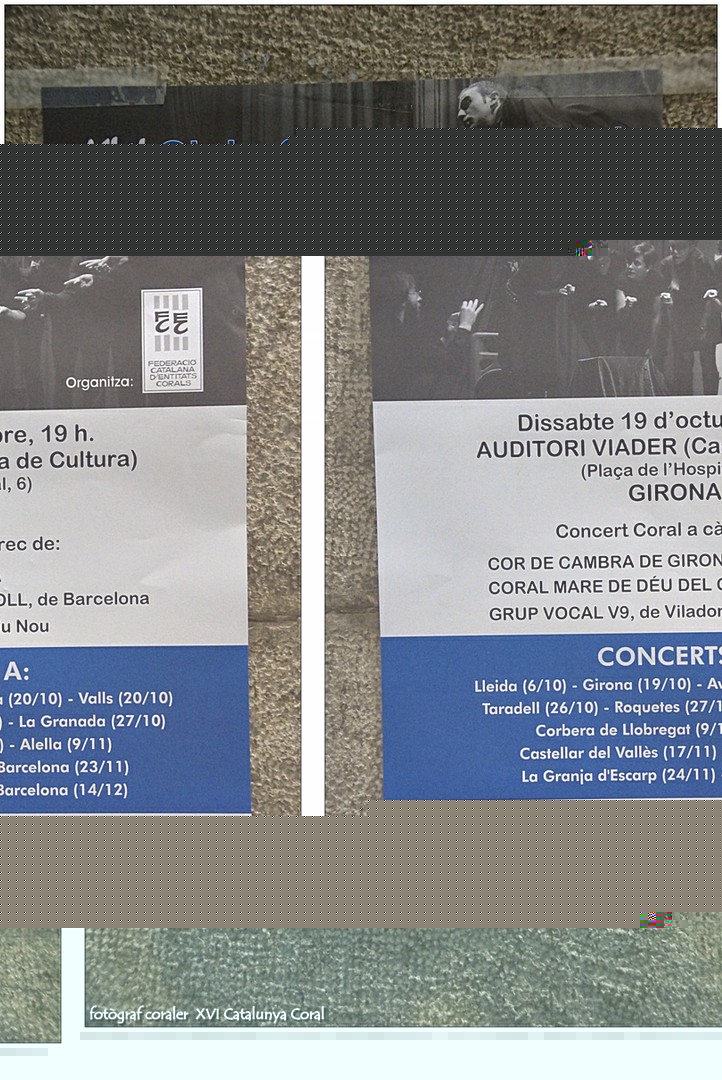 FEDERACIÓ
CATALANA
D'ENTITATS
CORALS
Organitza:
19 h.
a de Cultura)
6)
de:
de Barcelona
Nou
A:
(20/10) - Valls (20/10)
- La Granada (27/10)
- Alella (9/11)
Barcelona (23/11)
Barcelona (14/12)
Dissabte 19 d'octu
AUDITORI VIADER (Ca
(Plaça de l'Hospi
GIRONA
Concert Coral a cà
COR DE CAMBRA DE GIRON
CORAL MARE DE DÉU DEL
GRUP VOCAL V9, de Vilador
CONCERTS
Lleida (6/10) - Girona (19/10) - Av
Taradell (26/10) - Roquetes (27/1
Corbera de Llobregat (9/1
Castellar del Vallès (17/11)
La Granja d'Escarp (24/11)
fotògraf coraler XVI Catalunya Coral